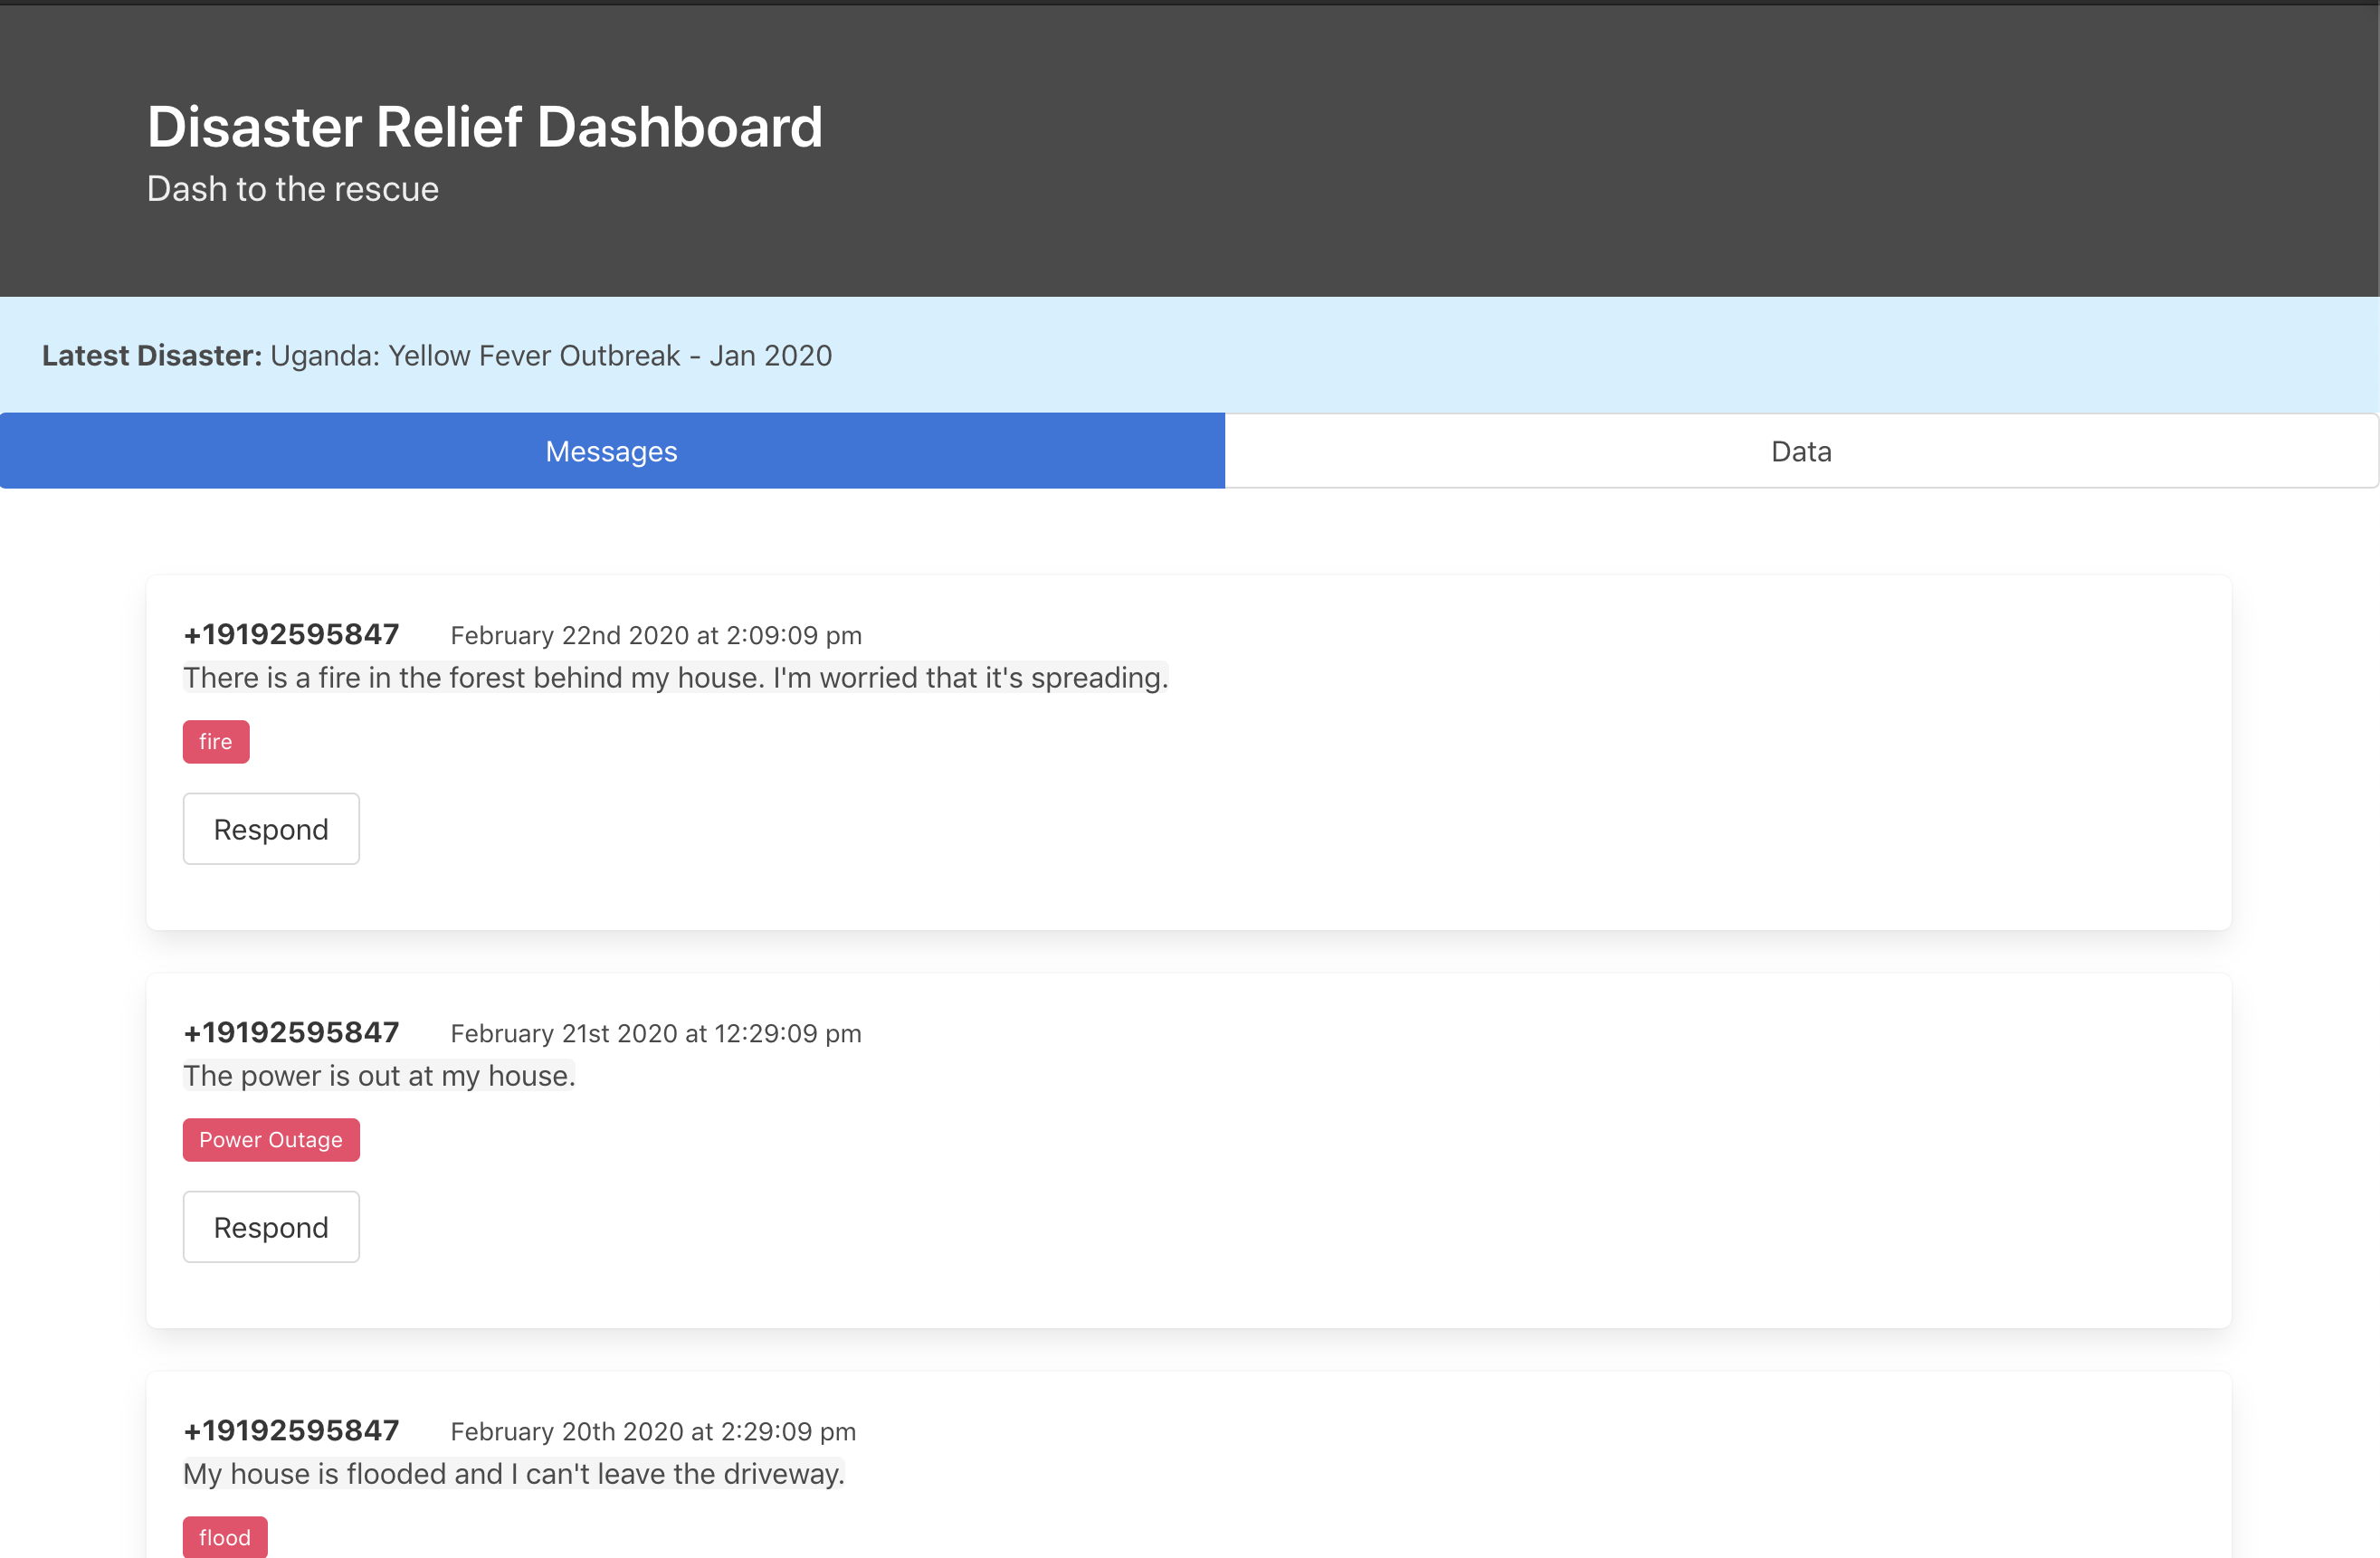 Disaster Relief Dashboard
Dash to the rescue
Latest Disaster: Uganda: Yellow Fever Outbreak - Jan 2020
Messages Data
+19192595847 February 22nd 2020 at 2:09:09 pm
There is a fire in the forest behind my house. I'm worried that it's spreading.
fire
Respond
+19192595847 February 21st 2020 at 12:29:09 pm
The power is out at my house.
Power Outage
Respond
+19192595847 February 20th 2020 at 2:29:09 pm
My house is flooded and I can't leave the driveway.
flood